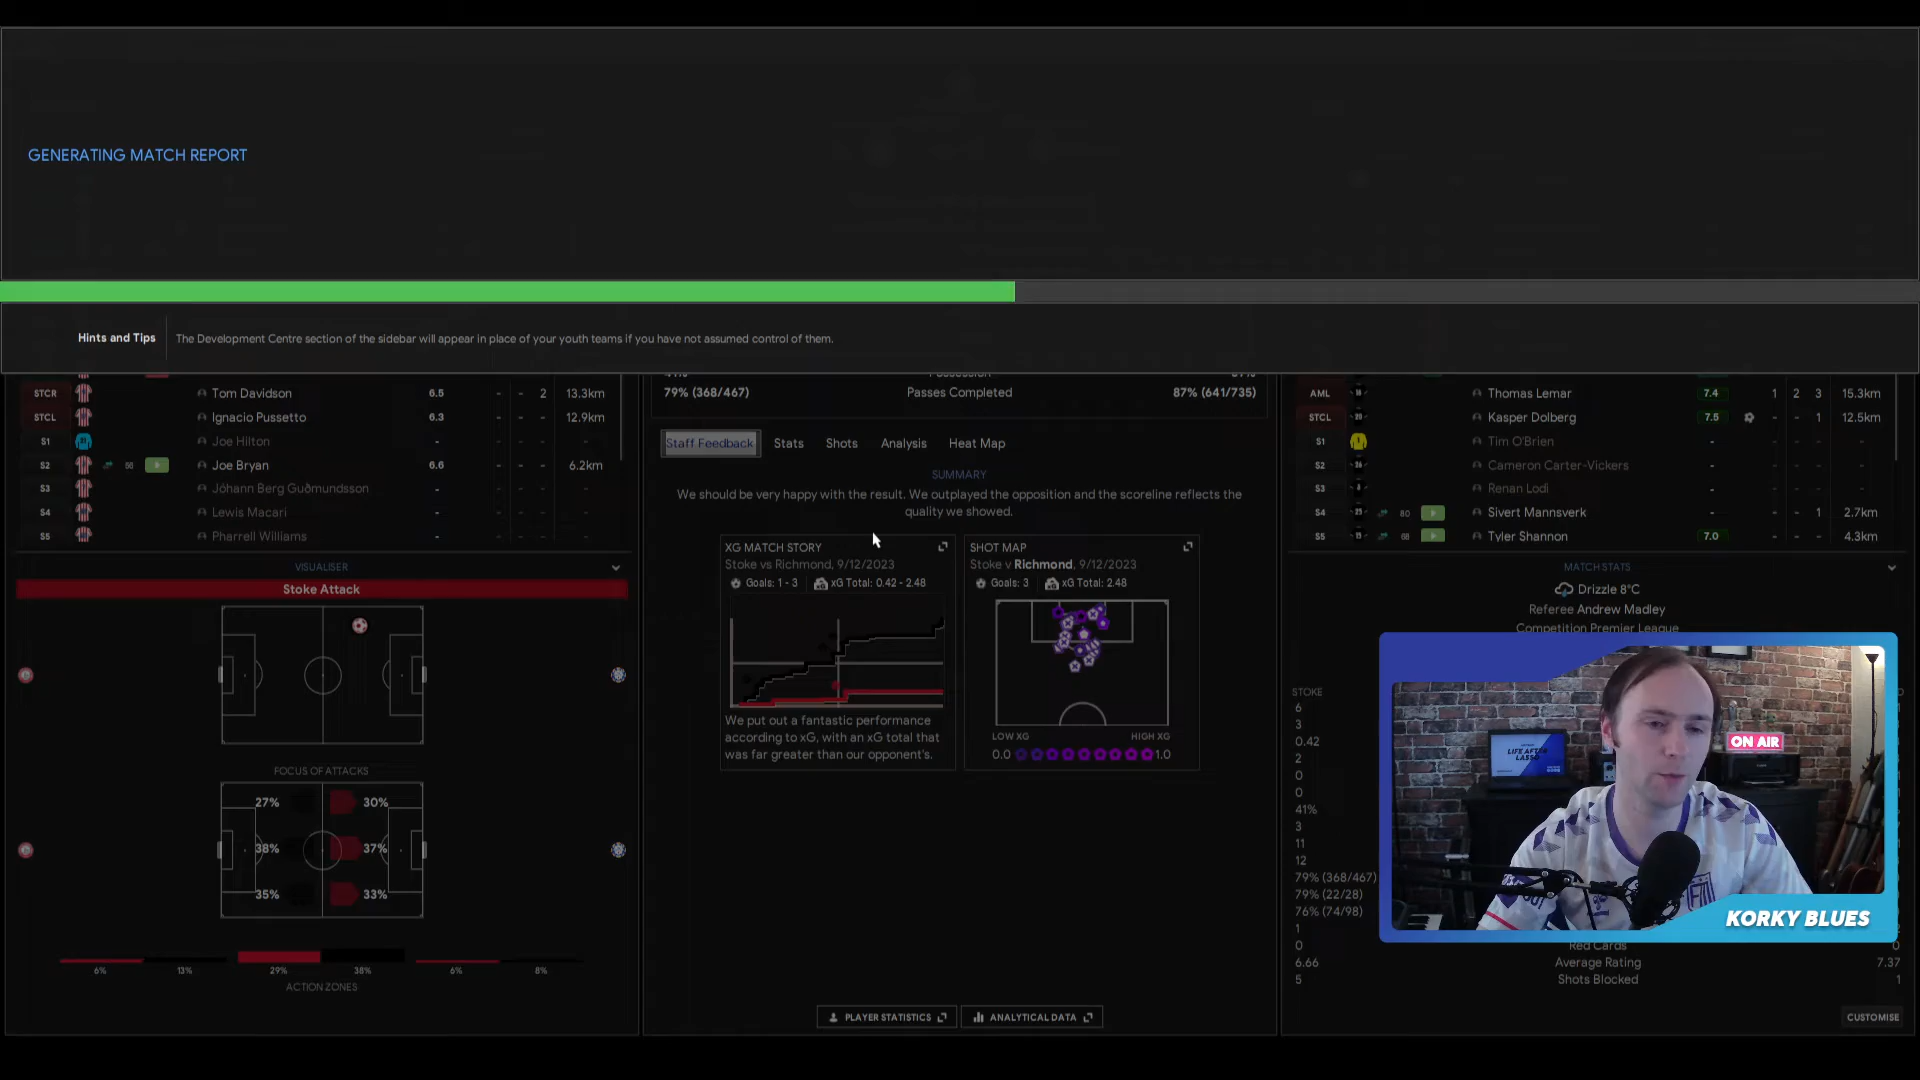 GENERATING MATCH REPORT
Hints and Tips The Development Centre section of the sidebar will appear in place of your youth teams if you have not assumed control of them.
STCR Tom Davidson 6.5 - - 2 13.3km
STCL Ignacio Pussetto 6.3 - - - 12.9km
S1 Joe Hilton - - - - -
S2 56 Joe Bryan 6.6 - - - 6.2km
S3 Jóhann Berg Guðmundsson - - - - -
S4 Lewis Macari - - - - -
S5 Pharrell Williams - - - - -
79% (368/467) Passes Completed 87% (641/735)
Staff Feedback Stats Shots Analysis Heat Map
SUMMARY
We should be very happy with the result. We outplayed the opposition and the scoreline reflects the
quality we showed.
XG MATCH STORY
Stoke vs Richmond, 9/12/2023
Goals: 1 - 3 xG Total: 0.42 - 2.48
We put out a fantastic performance
according to xG, with an xG total that
was far greater than our opponent's.
SHOT MAP
Stoke v Richmond, 9/12/2023
Goals: 3 xG Total: 2.48
LOW XG HIGH XG
0.0 1.0
PLAYER STATISTICS ANALYTICAL DATA
VISUALISER
Stoke Attack
FOCUS OF ATTACKS
27% 30%
38% 37%
35% 33%
6% 13% 29% 38% 6% 8%
ACTION ZONES
AML Thomas Lemar 7.4 1 2 3 15.3km
STCL Kasper Dolberg 7.5 - 1 12.5km
S1 Tim O'Brien - - - - -
S2 Cameron Carter-Vickers - - - - -
S3 Renan Lodi - - - - -
S4 80 Sivert Mannsverk - - - 1 2.7km
S5 68 Tyler Shannon 7.0 - - - 4.3km
MATCH STATS
Drizzle 8°C
Referee Andrew Madley
Competition Premier League
STOKE
6
3
0.42
2
0
0
41%
3
11
12
79% (368/467)
79% (22/28)
76% (74/98)
1
0 Red Cards 0
6.66 Average Rating 7.37
5 Shots Blocked 1
CUSTOMISE
LIFE AFTER
LASSO
ON AIR
KORKY BLUES